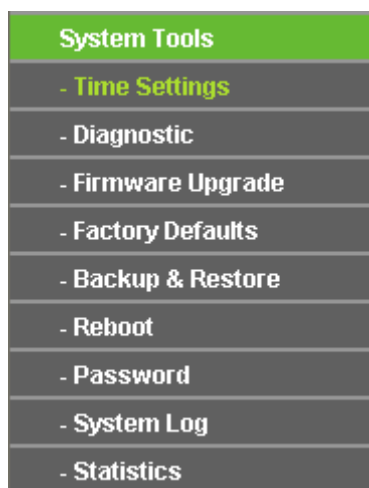 System Tools
- Time Settings
- Diagnostic
- Firmware Upgrade
- Factory Defaults
- Backup & Restore
- Reboot
- Password
- System Log
- Statistics